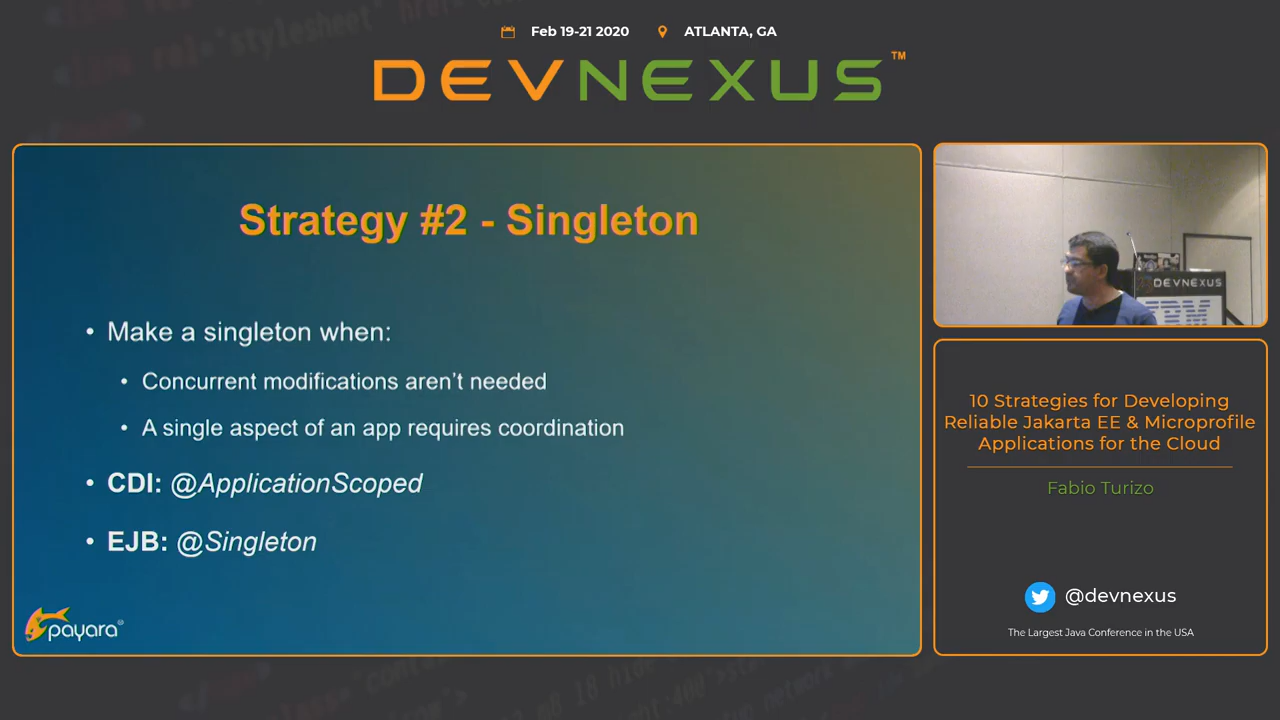 Feb 19-21 2020
ATLANTA, GA
DEVNEXUS™
Strategy #2 - Singleton
• Make a singleton when:
• Concurrent modifications aren't needed
• A single aspect of an app requires coordination
• CDI: @ApplicationScoped
• EJB: @Singleton
payara®
DEVNEXUS
IBM
10 Strategies for Developing
Reliable Jakarta EE & Microprofile
Applications for the Cloud
Fabio Turizo
@devnexus
The Largest Java Conference in the USA